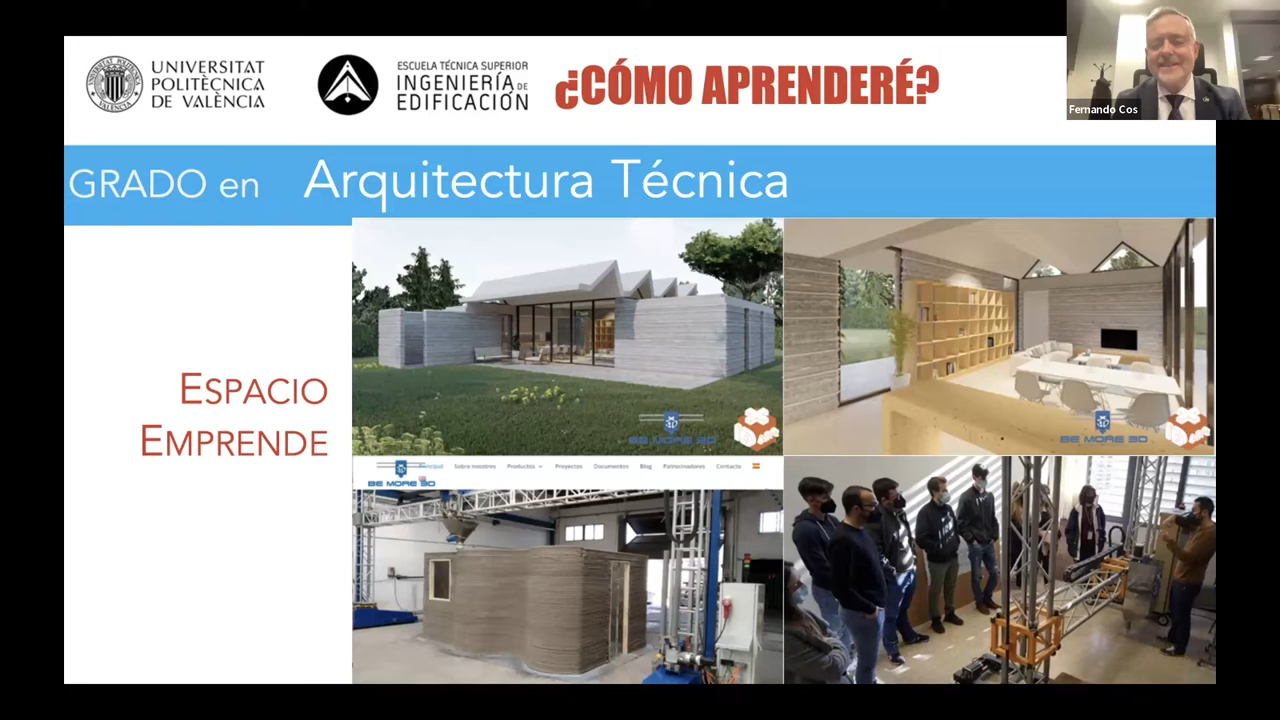 UNIVERSITAT
POLITÈCNICA
DE VALÈNCIA
ESCUELA TÉCNICA SUPERIOR
INGENIERÍA DE
EDIFICACIÓN
¿CÓMO APRENDERÉ?
Fernando Cos
GRADO en Arquitectura Técnica
ESPACIO
EMPRENDE
BE MORE 3D
BE MORE 3D
BE MORE 3D
Principal Sobre nosotros Productos Proyectos Documentos Blog Patrocinadores Contacto